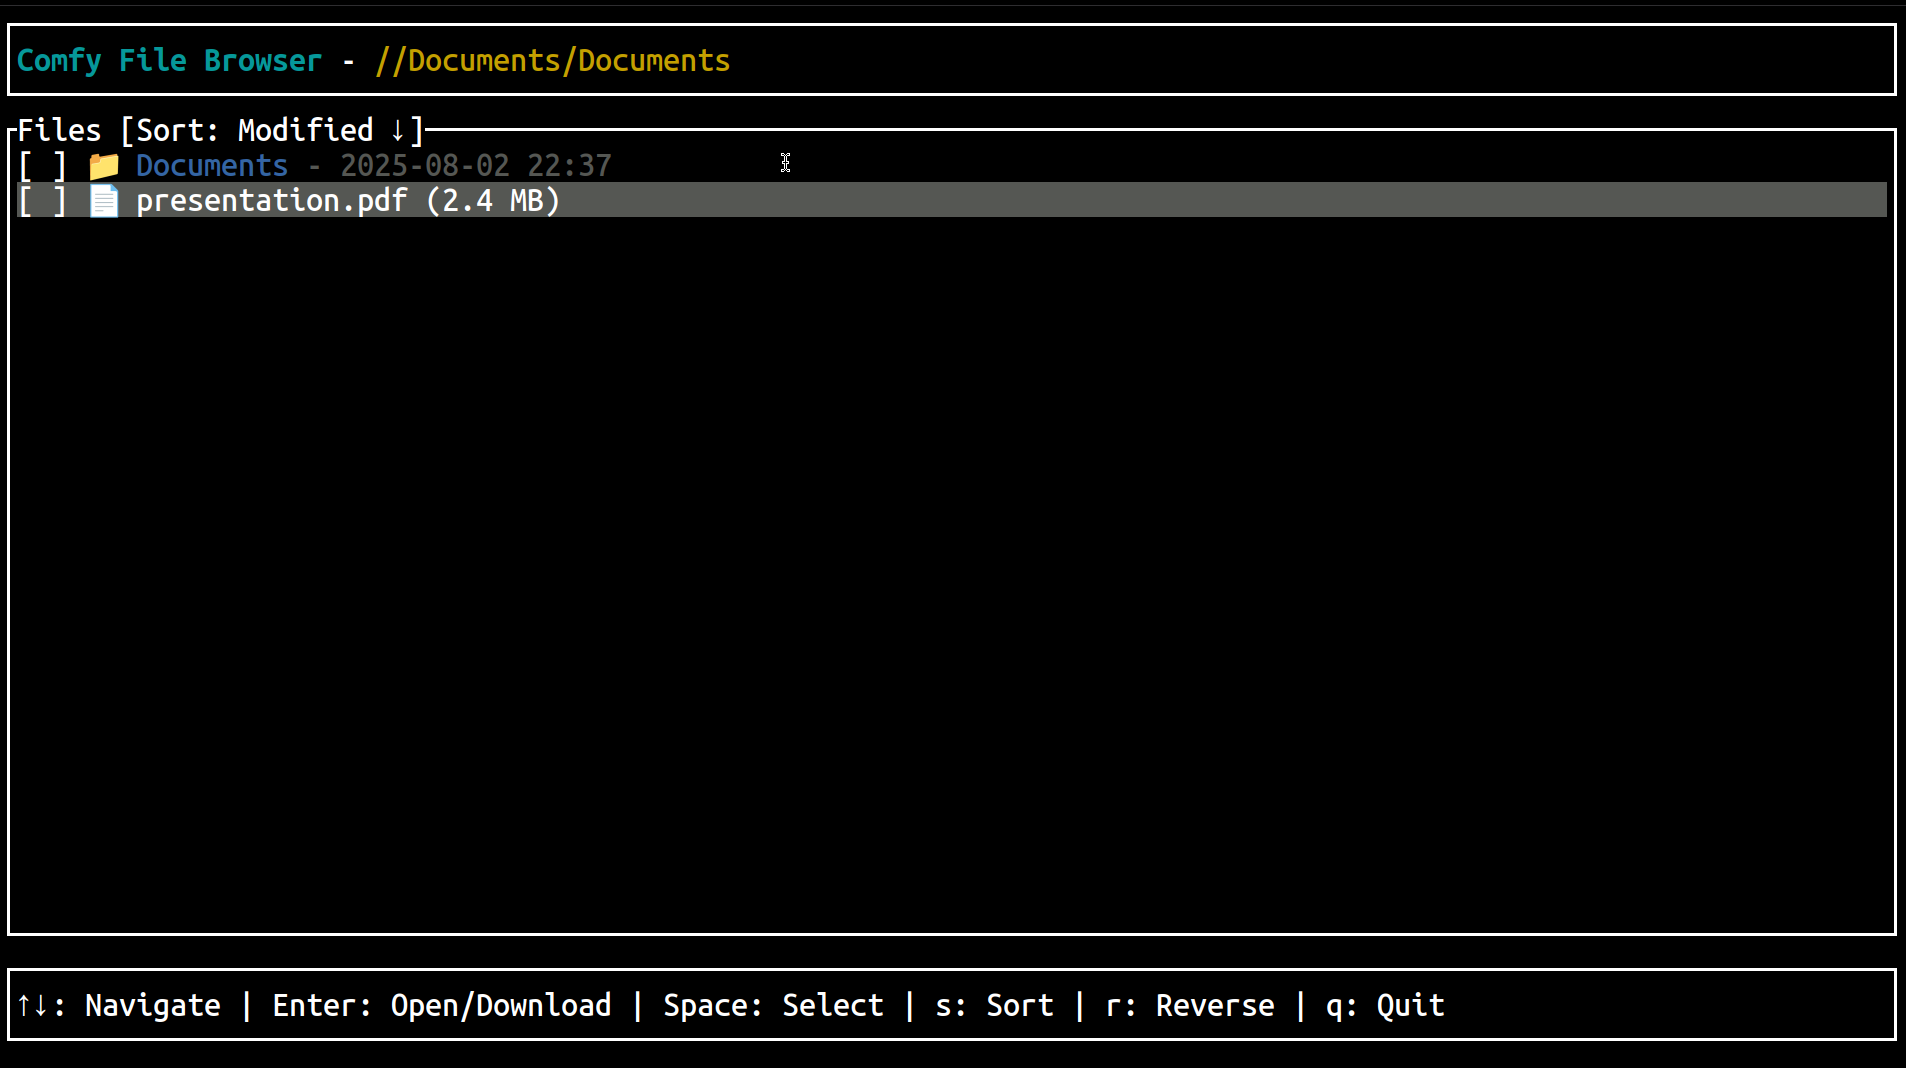 Comfy File Browser - //Documents/Documents
Files [Sort: Modified ↓]
[ ] 📁 Documents - 2025-08-02 22:37
[ ] 📄 presentation.pdf (2.4 MB)
↑↓: Navigate | Enter: Open/Download | Space: Select | s: Sort | r: Reverse | q: Quit